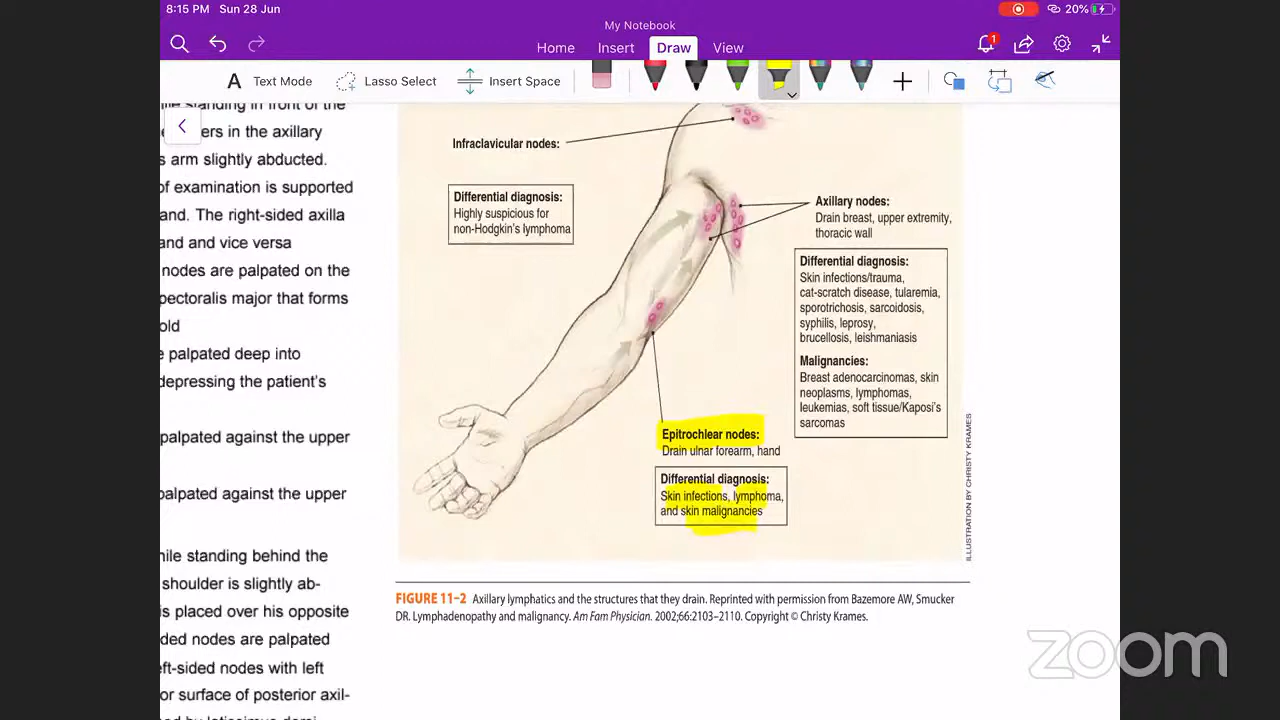 8:15 PM Sun 28 Jun
20%
My Notebook
Home Insert Draw View
1
A Text Mode Lasso Select Insert Space
standing in front of the
ers in the axillary
s arm slightly abducted.
of examination is supported
and. The right-sided axilla
and and vice versa
nodes are palpated on the
pectoralis major that forms
old
palpated deep into
depressing the patient's
palpated against the upper
palpated against the upper
hile standing behind the
shoulder is slightly ab-
is placed over his opposite
ded nodes are palpated
eft-sided nodes with left
or surface of posterior axil-
Infraclavicular nodes:
Differential diagnosis:
Highly suspicious for
non-Hodgkin's lymphoma
Axillary nodes:
Drain breast, upper extremity,
thoracic wall
Differential diagnosis:
Skin infections/trauma,
cat-scratch disease, tularemia,
sporotrichosis, sarcoidosis,
syphilis, leprosy,
brucellosis, leishmaniasis
Malignancies:
Breast adenocarcinomas, skin
neoplasms, lymphomas,
leukemias, soft tissue/Kaposi's
sarcomas
Epitrochlear nodes:
Drain ulnar forearm, hand
Differential diagnosis:
Skin infections, lymphoma,
and skin malignancies
ILLUSTRATION BY CHRISTY KRAMES
FIGURE 11–2 Axillary lymphatics and the structures that they drain. Reprinted with permission from Bazemore AW, Smucker
DR. Lymphadenopathy and malignancy. Am Fam Physician. 2002;66:2103–2110. Copyright © Christy Krames.
zoom